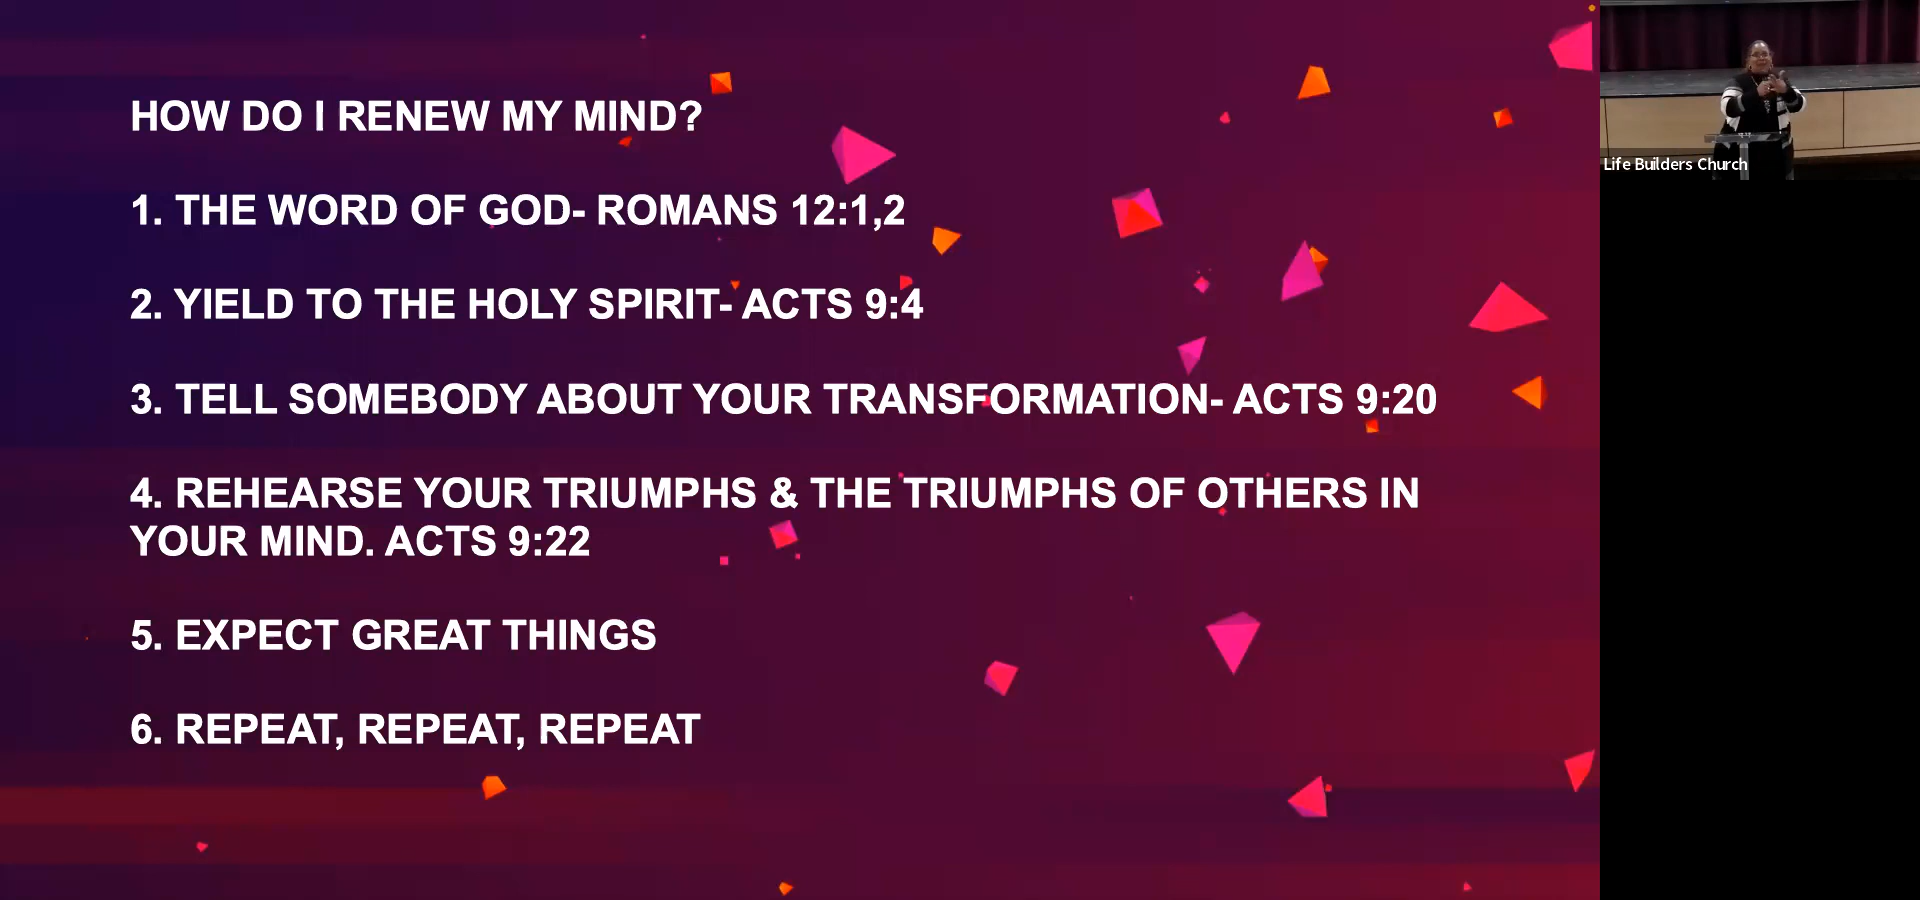 HOW DO I RENEW MY MIND?
1. THE WORD OF GOD- ROMANS 12:1,2
2. YIELD TO THE HOLY SPIRIT- ACTS 9:4
3. TELL SOMEBODY ABOUT YOUR TRANSFORMATION- ACTS 9:20
4. REHEARSE YOUR TRIUMPHS & THE TRIUMPHS OF OTHERS IN
YOUR MIND. ACTS 9:22
5. EXPECT GREAT THINGS
6. REPEAT, REPEAT, REPEAT
Life Builders Church